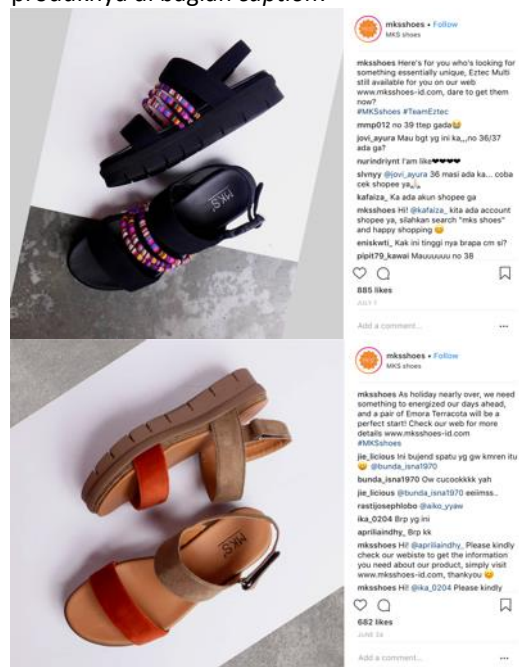 produknya di bagian caption.
mksshoes • Follow
MKS shoes
mksshoes Here's for you who's looking for
something essentially unique, Eztec Multi
still available for you on our web
www.mksshoes-id.com, dare to get them
now?
#MKSshoes #TeamEztec
mmp012 no 39 ttep gada😂
jovi_ayura Mau bgt yg ini ka,,,no 36/37
ada ga?
nurindriynt I'am like❤❤❤❤
slvnyy @jovi_ayura 36 masi ada ka... coba
cek shopee ya🙏
kafaiza_ Ka ada akun shopee ga
mksshoes Hi! @kafaiza_ kita ada account
shopee ya, silahkan search "mks shoes"
and happy shopping 😊
eniskwti_ Kak ini tinggi nya brapa cm si?
pipit79_kawai Mauuuuuu no 38
885 likes
JULY 1
Add a comment...
MKS
mksshoes • Follow
MKS shoes
mksshoes As holiday nearly over, we need
something to energized our days ahead,
and a pair of Emora Terracota will be a
perfect start! Check our web for more
details www.mksshoes-id.com
#MKSshoes
jie_licious Ini bujend spatu yg gw kmren itu
😄 @bunda_isna1970
bunda_isna1970 Ow cucookkkk yah
jie_licious @bunda_isna1970 eeiimss..
rastijosephlobo @aiko_yyaw
ika_0204 Brp yg ini
apriliaindhy_ Brp kk
mksshoes Hi! @apriliaindhy_ Please kindly
check our webiste to get the information
you need about our product, simply visit
www.mksshoes-id.com, thankyou 😊
mksshoes Hi! @ika_0204 Please kindly
682 likes
JUNE 24
Add a comment...
MKS